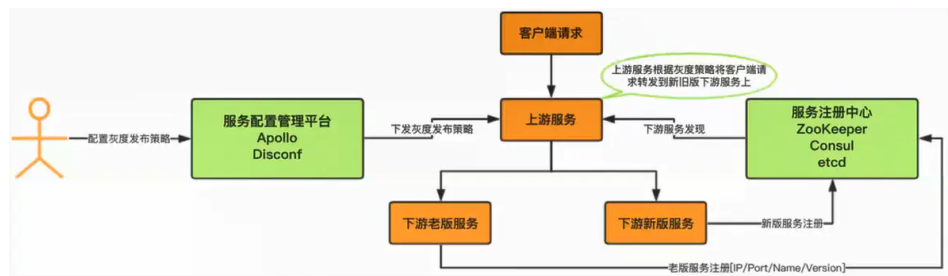 客户端请求
上游服务根据灰度策略将客户端请
求转发到新旧版下游服务上
配置灰度发布策略
服务配置管理平台
Apollo
Disconf
下发灰度发布策略
上游服务
下游服务发现
服务注册中心
ZooKeeper
Consul
etcd
下游老版服务
下游新版服务
新版服务注册
老版服务注册[IP/Port/Name/Version]